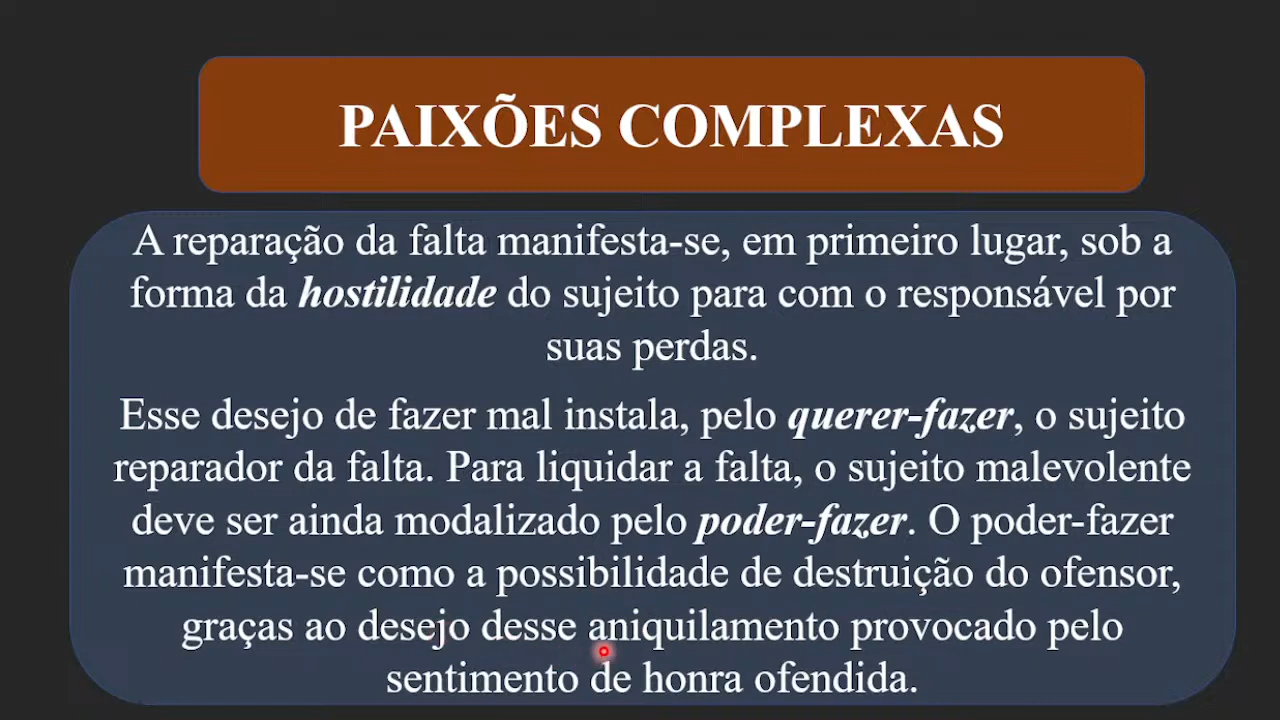 PAIXÕES COMPLEXAS
A reparação da falta manifesta-se, em primeiro lugar, sob a
forma da hostilidade do sujeito para com o responsável por
suas perdas.
Esse desejo de fazer mal instala, pelo querer-fazer, o sujeito
reparador da falta. Para liquidar a falta, o sujeito malevolente
deve ser ainda modalizado pelo poder-fazer. O poder-fazer
manifesta-se como a possibilidade de destruição do ofensor,
graças ao desejo desse aniquilamento provocado pelo
sentimento de honra ofendida.